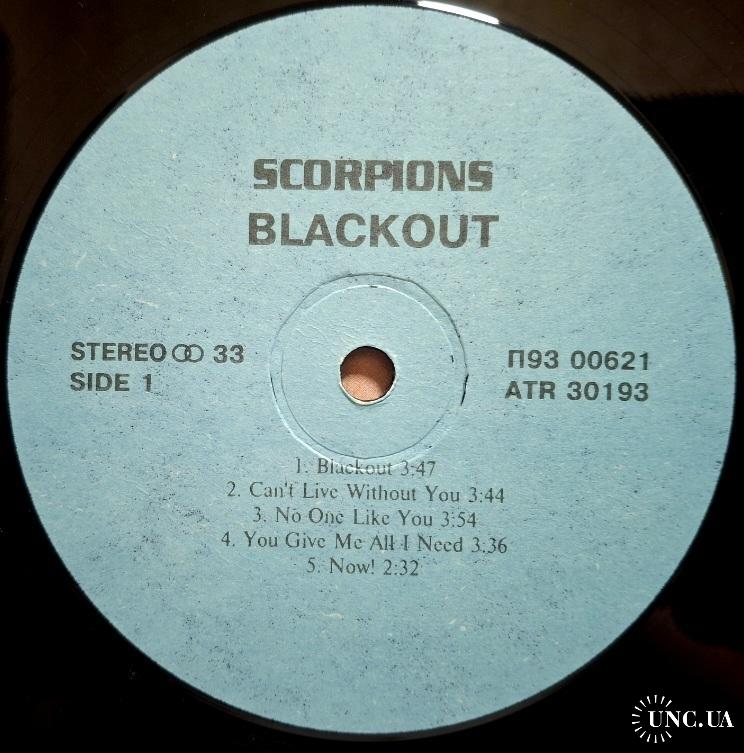 SCORPIONS
BLACKOUT
STEREO 33
SIDE 1
П93 00621
ATR 30193
1. Blackout 3:47
2. Can't Live Without You 3:44
3. No One Like You 3:54
4. You Give Me All I Need 3:36
5. Now! 2:32
UNC.UA